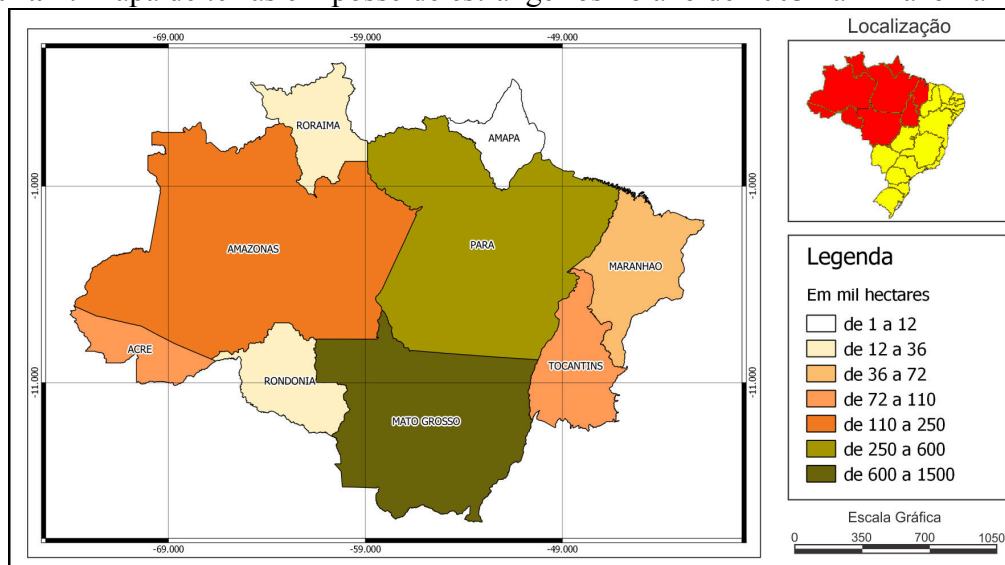 -69.000 -59.000 -49.000
RORAIMA
AMAPA
-1.000 -1.000
AMAZONAS
PARA
MARANHAO
ACRE
RONDONIA
TOCANTINS
-11.000 -11.000
MATO GROSSO
-69.000 -59.000 -49.000
Localização
Legenda
Em mil hectares
de 1 a 12
de 12 a 36
de 36 a 72
de 72 a 110
de 110 a 250
de 250 a 600
de 600 a 1500
Escala Gráfica
0 350 700 1050